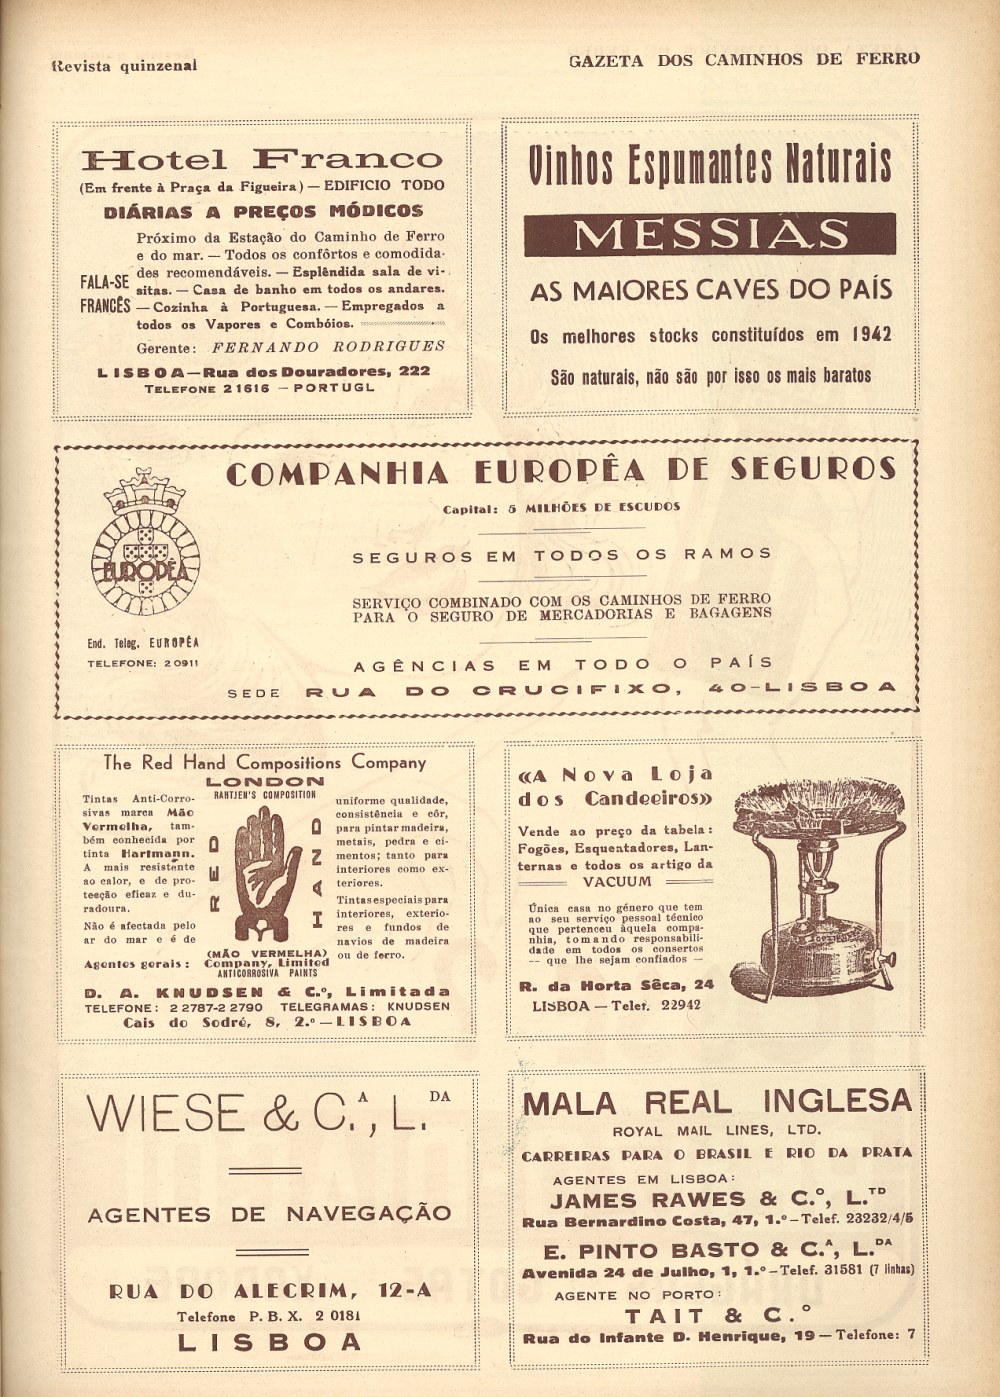 Revista quinzenal
GAZETA DOS CAMINHOS DE FERRO
Hotel Franco
(Em frente à Praça da Figueira) — EDIFICIO TODO
DIÁRIAS A PREÇOS MÓDICOS
FALA-SE
FRANCÊS
Próximo da Estação do Caminho de Ferro
e do mar. — Todos os confôrtos e comodida-
des recomendáveis. — Esplêndida sala de vi-
sitas. — Casa de banho em todos os andares.
— Cozinha à Portuguesa. — Empregados a
todos os Vapores e Combóios.
Gerente: FERNANDO RODRIGUES
LISBOA—Rua dos Douradores, 222
TELEFONE 21616 — PORTUGL
Vinhos Espumantes Naturais
MESSIAS
AS MAIORES CAVES DO PAÍS
Os melhores stocks constituídos em 1942
São naturais, não são por isso os mais baratos
COMPANHIA EUROPÊA DE SEGUROS
Capital: 5 MILHÕES DE ESCUDOS
SEGUROS EM TODOS OS RAMOS
SERVIÇO COMBINADO COM OS CAMINHOS DE FERRO
PARA O SEGURO DE MERCADORIAS E BAGAGENS
AGÊNCIAS EM TODO O PAÍS
SEDE RUA DO CRUCIFIXO, 40-LISBOA
EUROPÊA
End. Teleg. EUROPÊA
TELEFONE: 20911
The Red Hand Compositions Company
LONDON
RAHTJEN'S COMPOSITION
Tintas Anti-Corro-
sivas marca Mão
Vermelha, tam-
bém conhecida por
tinta Hartmann.
A mais resistente
ao calor, e de pro-
tecção eficaz e du-
radoura.
Não é afectada pelo
ar do mar e é de
RED HAND
uniforme qualidade,
consistência e côr,
para pintar madeira,
metais, pedra e ci-
mentos; tanto para
interiores como ex-
teriores.
Tintas especiais para
interiores, exterio-
res e fundos de
navios de madeira
ou de ferro.
(MÃO VERMELHA)
Company, Limited
ANTICORROSIVA PAINTS
Agentes gerais:
D. A. KNUDSEN & C.º, Limitada
TELEFONE: 2 2787-2 2790 TELEGRAMAS: KNUDSEN
Cais do Sodré, 8, 2.º — LISBOA
«A Nova Loja
dos Candeeiros»
Vende ao preço da tabela:
Fogões, Esquentadores, Lan-
ternas e todos os artigo da
VACUUM
Única casa no género que tem
ao seu serviço pessoal técnico
que pertenceu àquela compa-
nhia, tomando responsabili-
dade em todos os consertos
— que lhe sejam confiados —
R. da Horta Sêca, 24
LISBOA — Telef. 22942
WIESE & C.A, L.DA
AGENTES DE NAVEGAÇÃO
RUA DO ALECRIM, 12-A
Telefone P. B. X. 2 0181
LISBOA
MALA REAL INGLESA
ROYAL MAIL LINES, LTD.
CARREIRAS PARA O BRASIL E RIO DA PRATA
AGENTES EM LISBOA:
JAMES RAWES & C.º, L.TD
Rua Bernardino Costa, 47, 1.º — Telef. 23232/4/5
E. PINTO BASTO & C.A, L.DA
Avenida 24 de Julho, 1, 1.º — Telef. 31581 (7 linhas)
AGENTE NO PORTO:
TAIT & C.º
Rua do Infante D. Henrique, 19 — Telefone: 7